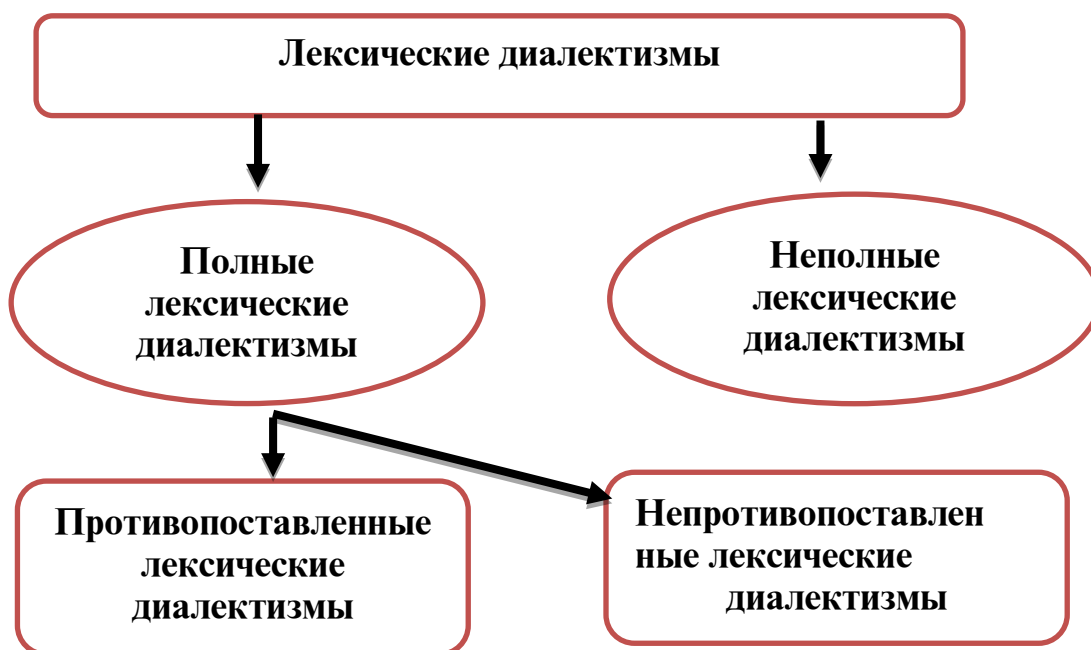 Лексические диалектизмы
Полные
лексические
диалектизмы
Неполные
лексические
диалектизмы
Противопоставленные
лексические
диалектизмы
Непротивопоставлен
ные лексические
диалектизмы